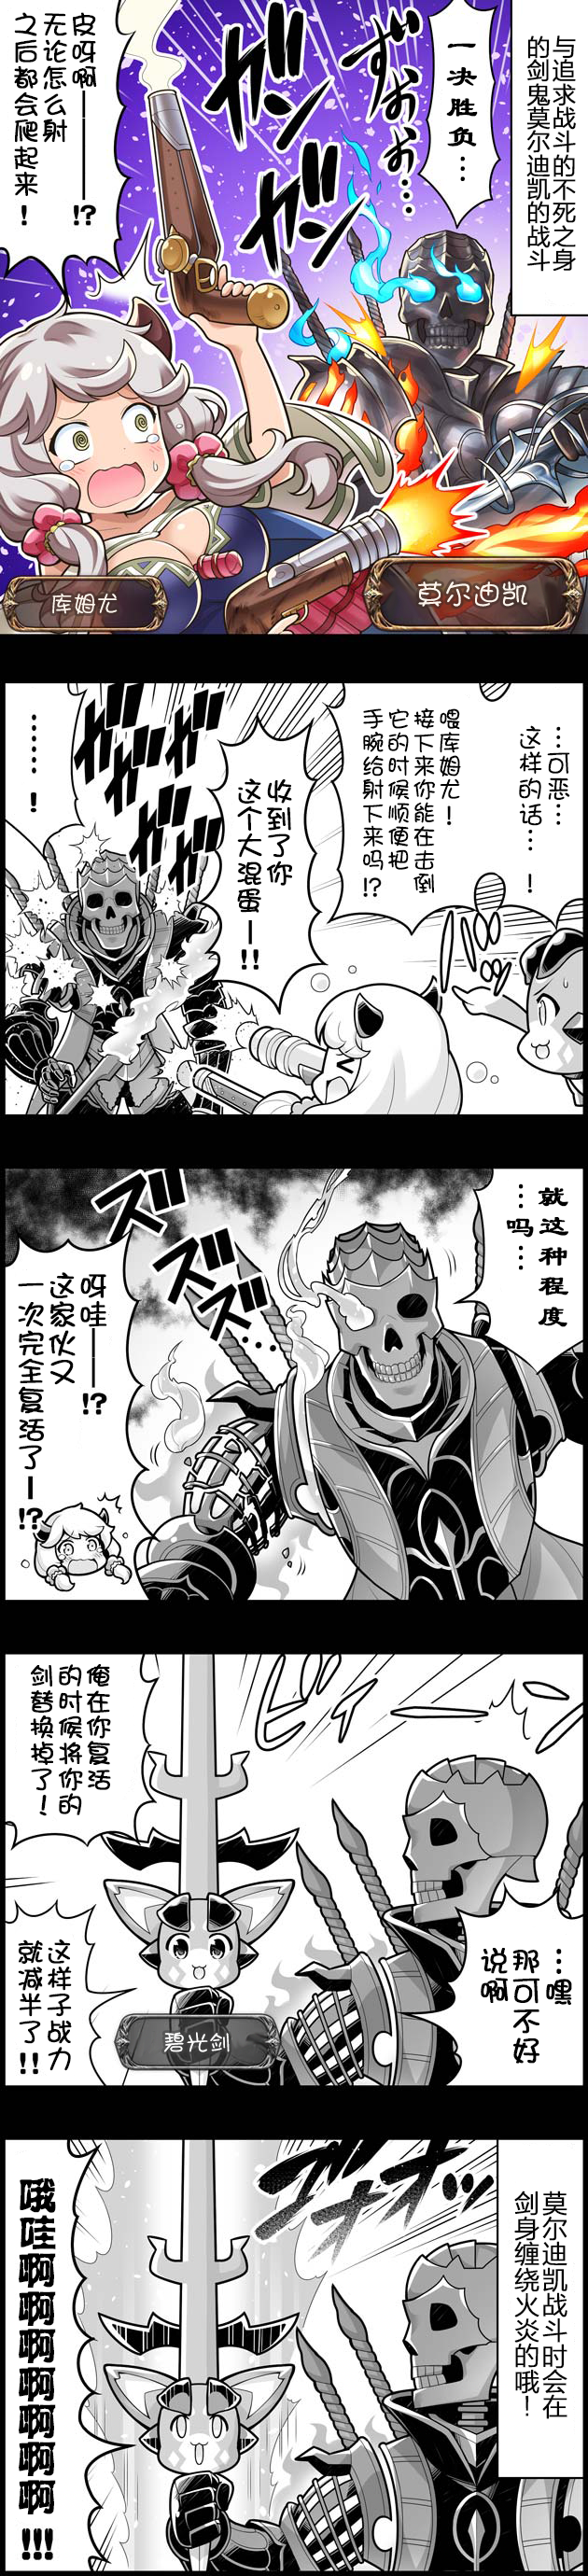 与追求战斗的不死之身
的剑鬼莫尔迪凯的战斗
一决胜负…
ずおお…
ガン
ガン
皮呀啊——!?
无论怎么射
之后都会爬起来！
莫尔迪凯
库姆尤
…可恶…
这样的话…！
喂库姆尤！
接下来你能在击倒
它的时候顺便把
手腕给射下来吗!?
收到了你
这个大混蛋—!!
……！
就这种程度
…吗…
ズズズズ…
呀哇——!?
这家伙又
一次完全复活了—!?
…嘿
那可不好
说啊
俺在你复活
的时候将你的
剑替换掉了！
这样子战力
就减半了!!
碧光剑
莫尔迪凯战斗时会在
剑身缠绕火炎的哦！
哦哇啊啊啊啊啊啊啊!!!